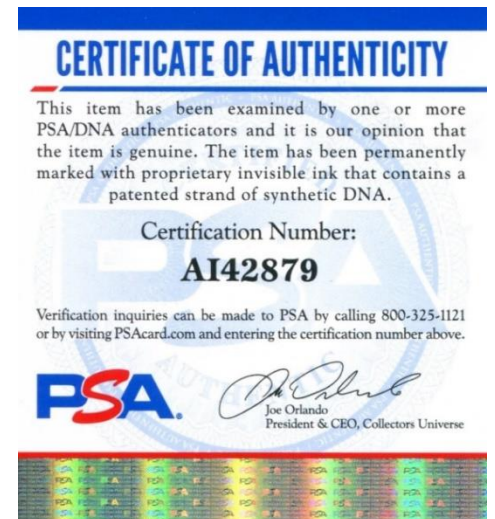 CERTIFICATE OF AUTHENTICITY
This item has been examined by one or more
PSA/DNA authenticators and it is our opinion that
the item is genuine. The item has been permanently
marked with proprietary invisible ink that contains a
patented strand of synthetic DNA.
Certification Number:
AI42879
Verification inquiries can be made to PSA by calling 800-325-1121
or by visiting PSAcard.com and entering the certification number above.
PSA
Joe Orlando
President & CEO, Collectors Universe